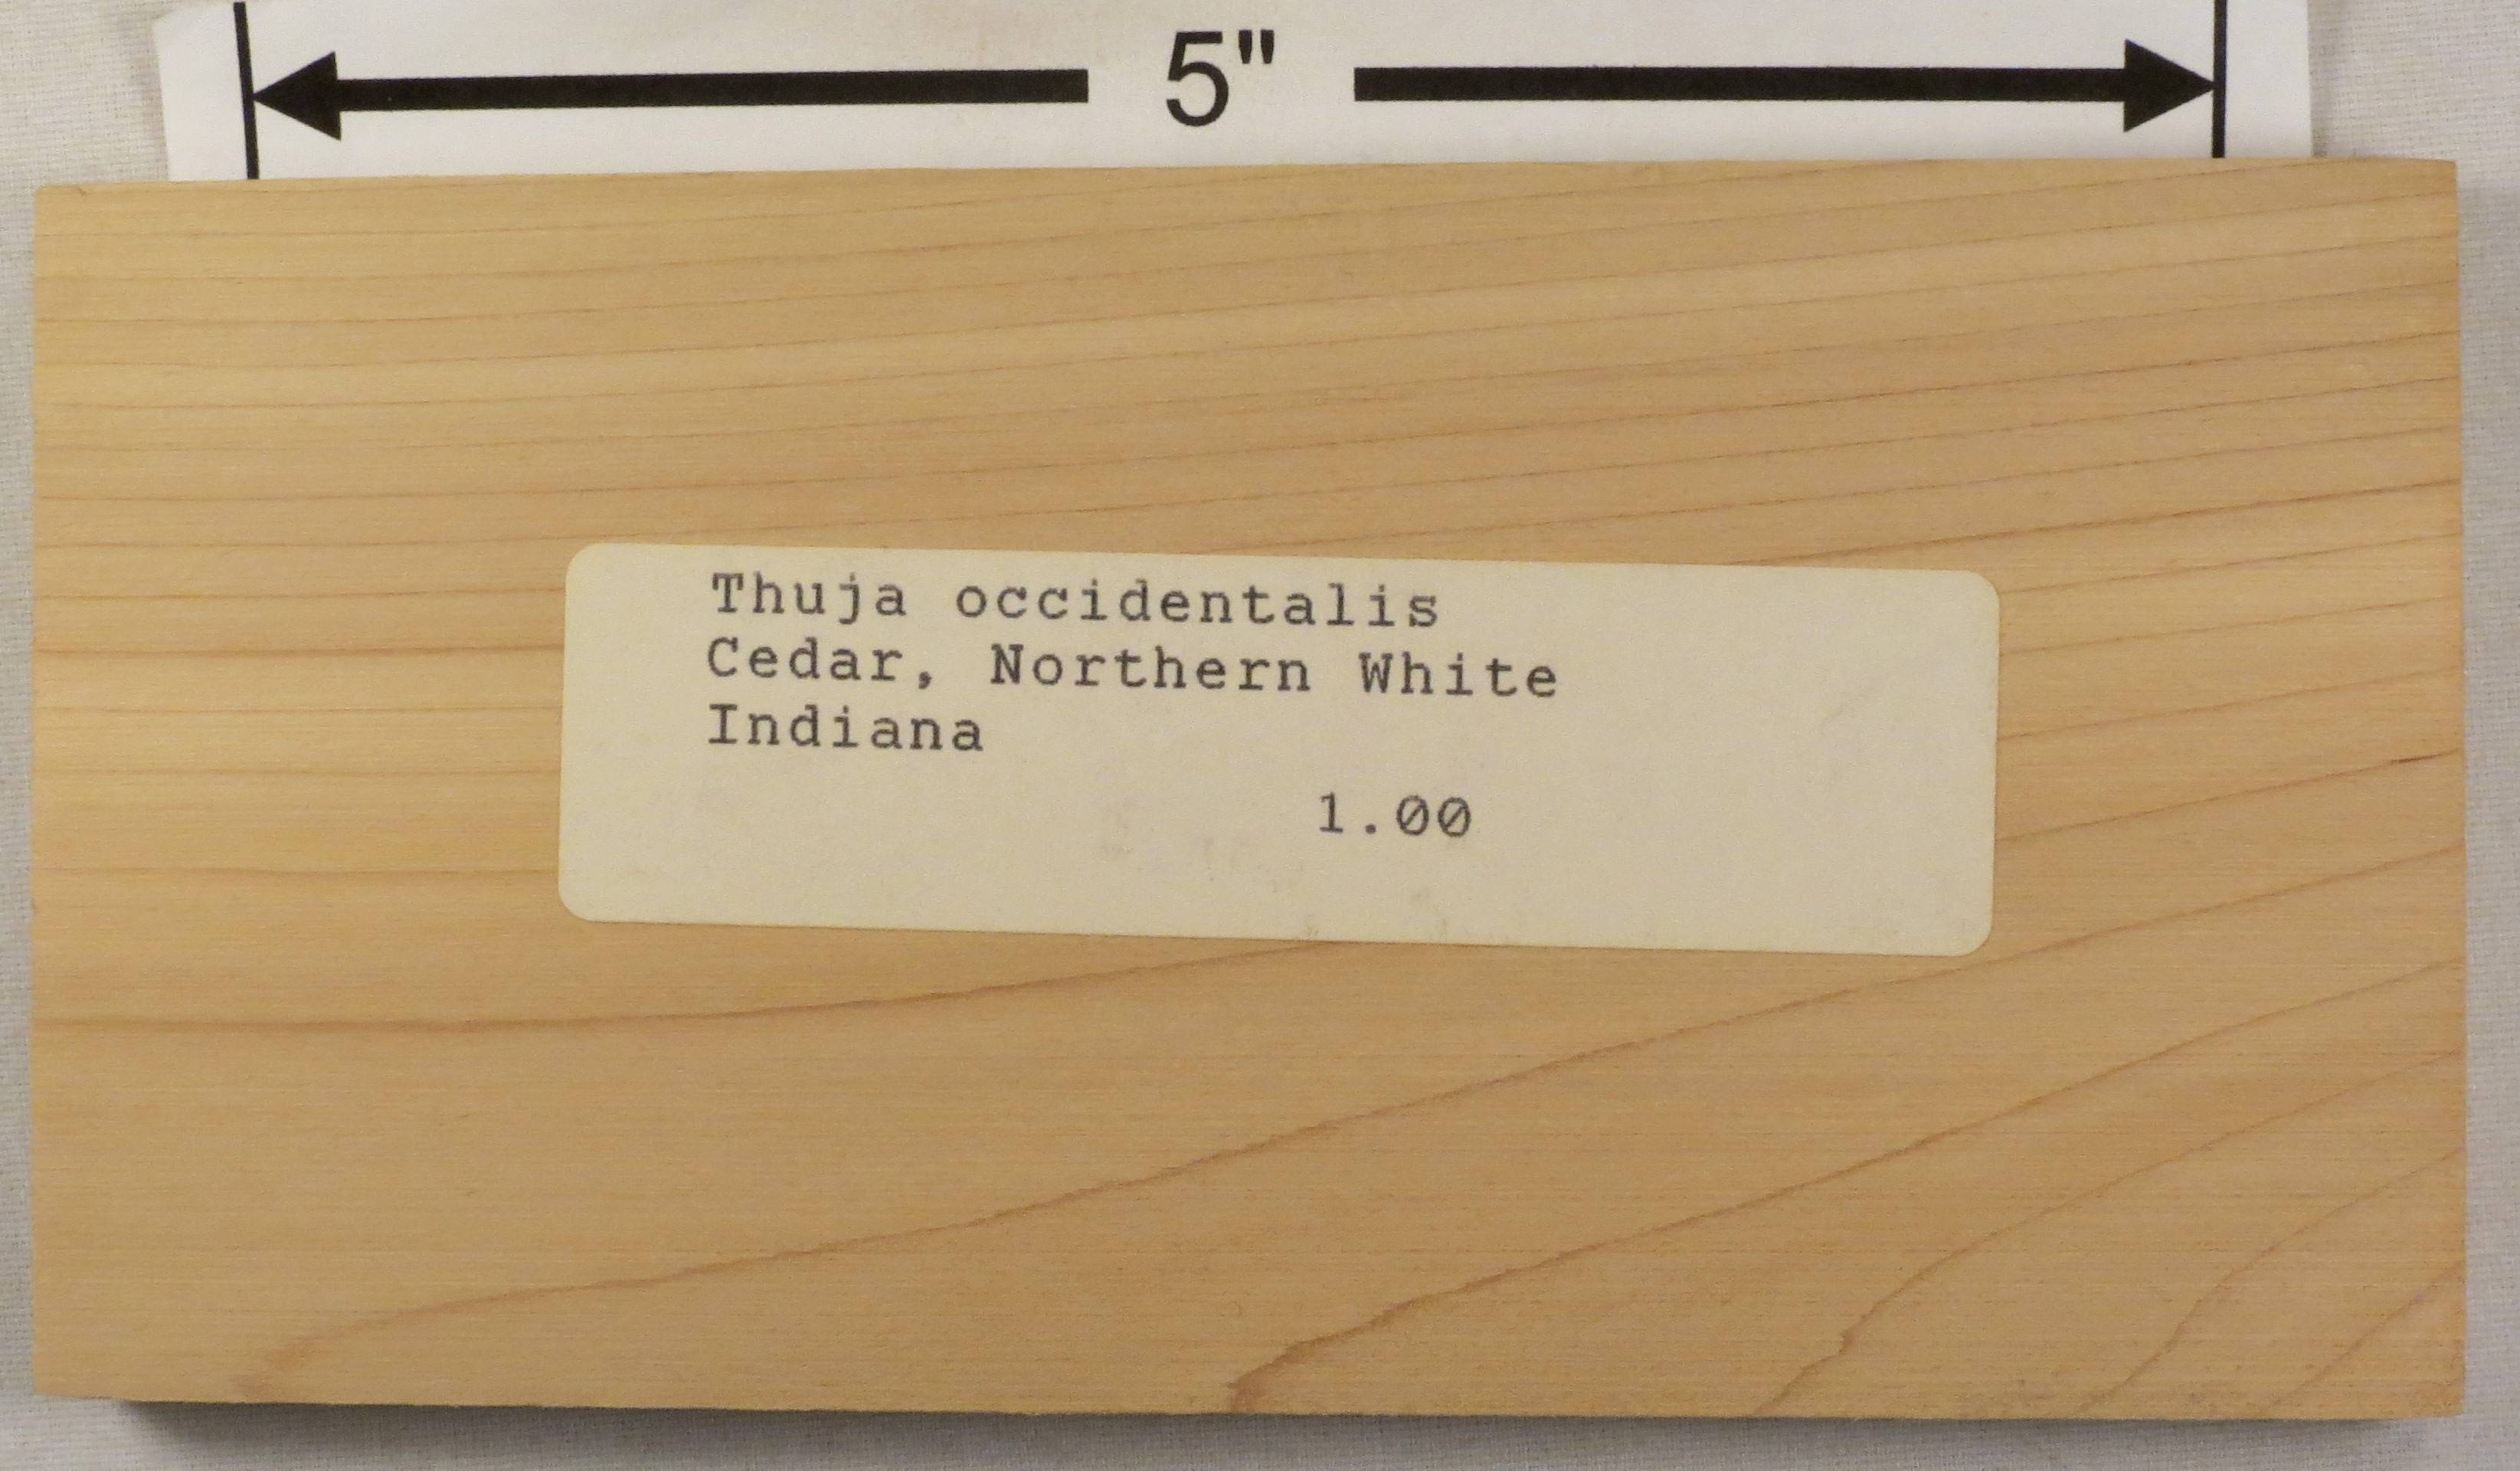 5"
Thuja occidentalis
Cedar, Northern White
Indiana
1.00